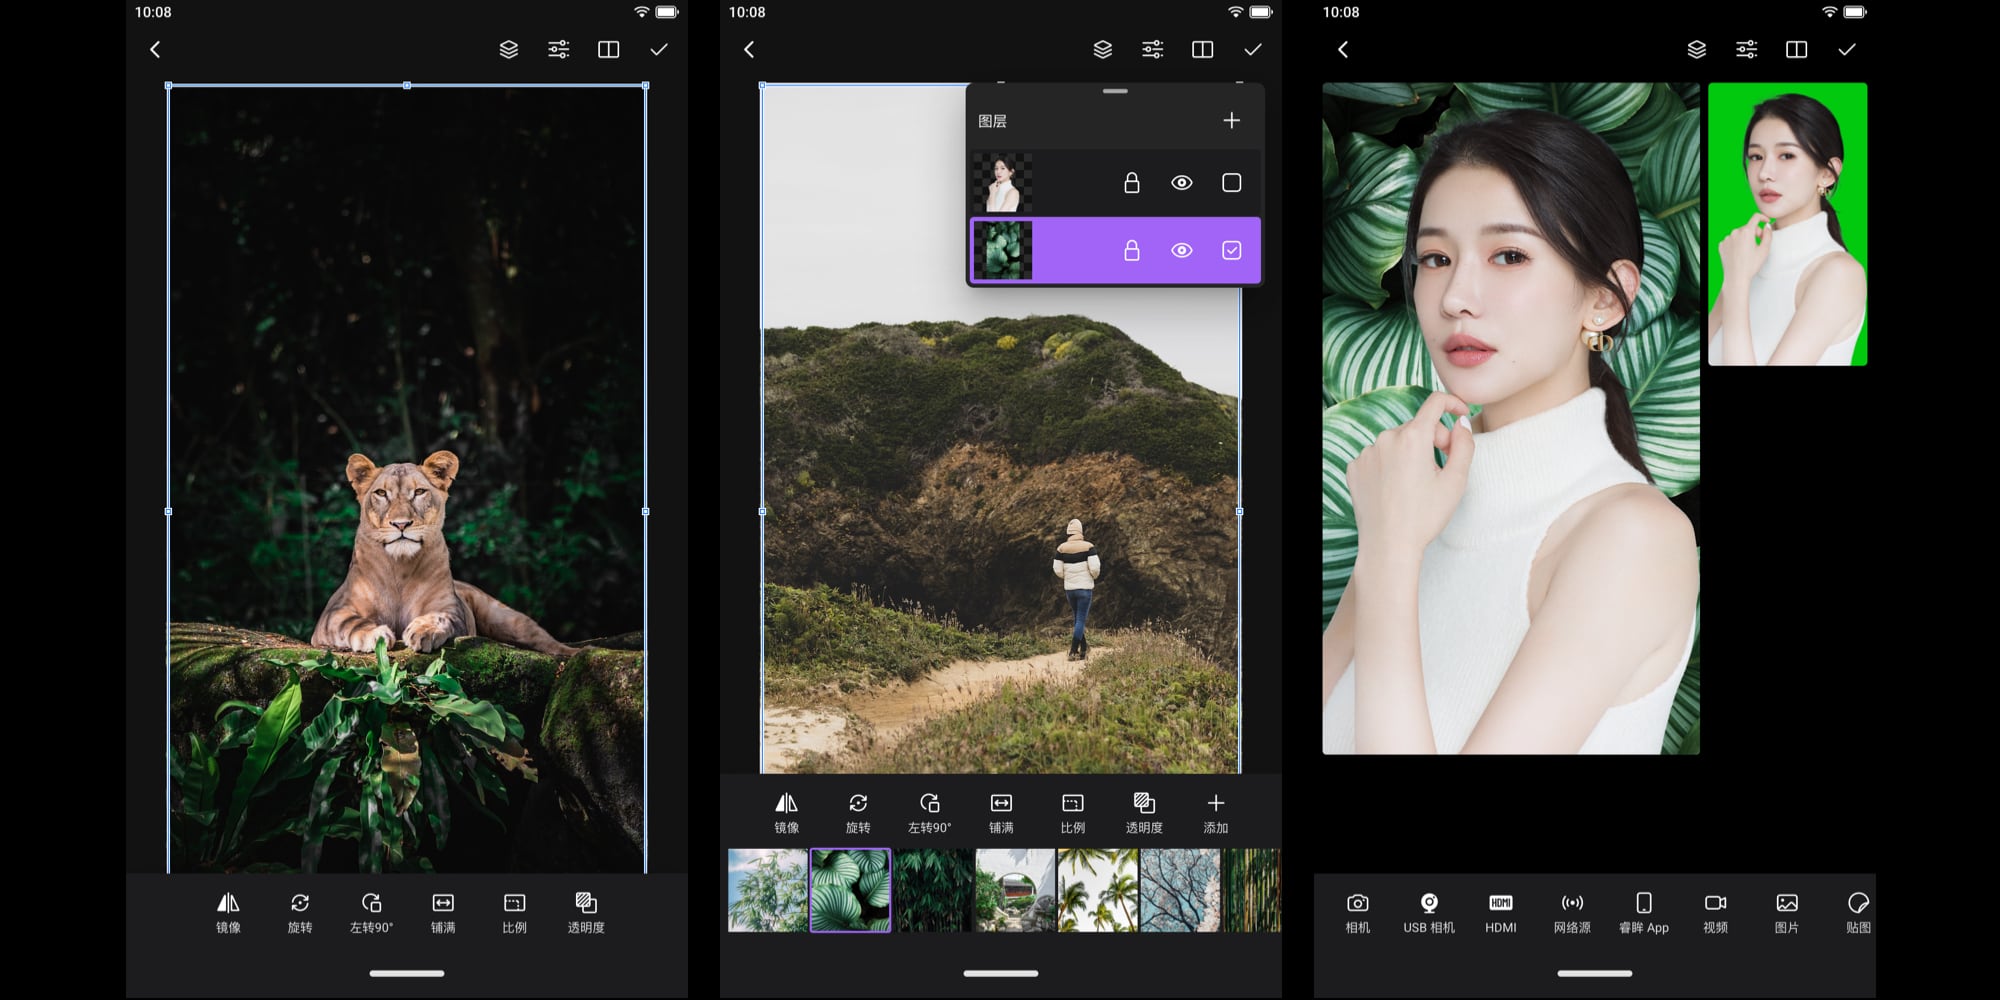 10:08
镜像
旋转
左转90°
铺满
比例
透明度
10:08
图层
镜像
旋转
左转90°
铺满
比例
透明度
添加
10:08
相机
USB 相机
HDMI
HDMI
网络源
睿眸 App
视频
图片
贴图